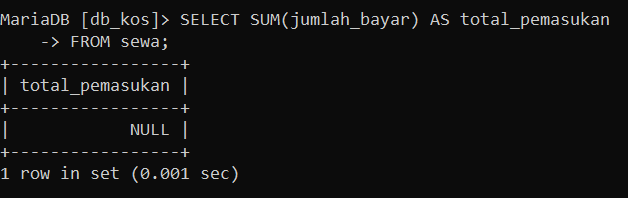 MariaDB [db_kos]> SELECT SUM(jumlah_bayar) AS total_pemasukan
    -> FROM sewa;
+-----------------+
| total_pemasukan |
+-----------------+
|            NULL |
+-----------------+
1 row in set (0.001 sec)